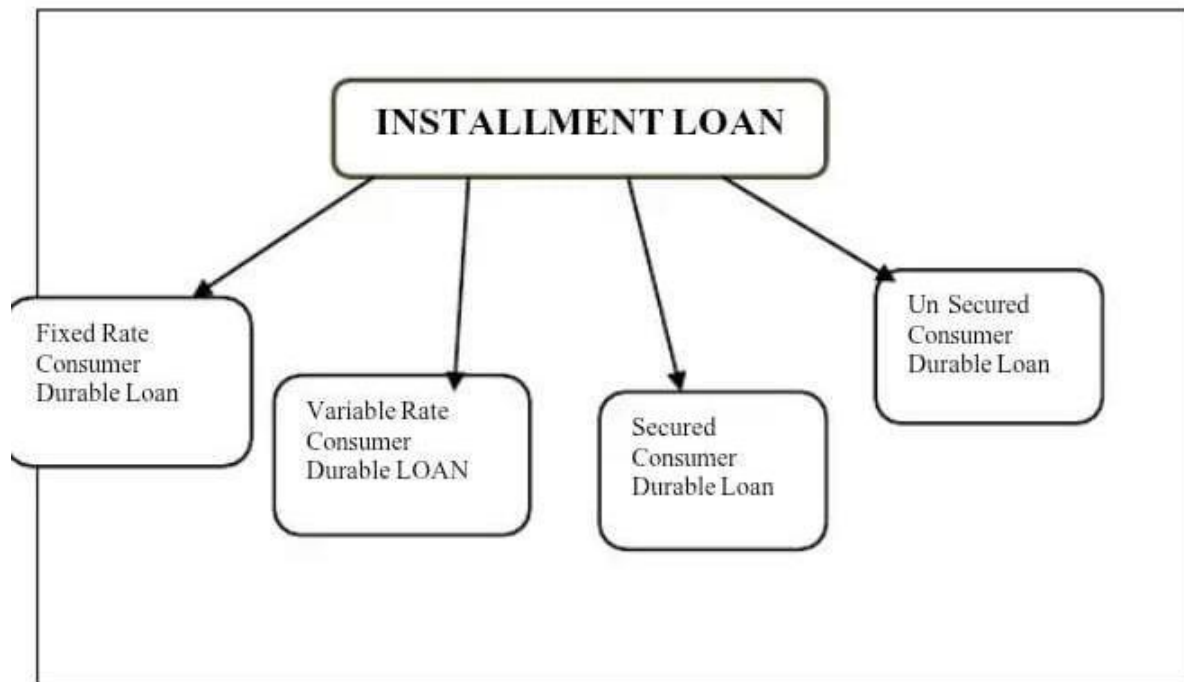 INSTALLMENT LOAN
Fixed Rate
Consumer
Durable Loan
Variable Rate
Consumer
Durable LOAN
Secured
Consumer
Durable Loan
Un Secured
Consumer
Durable Loan